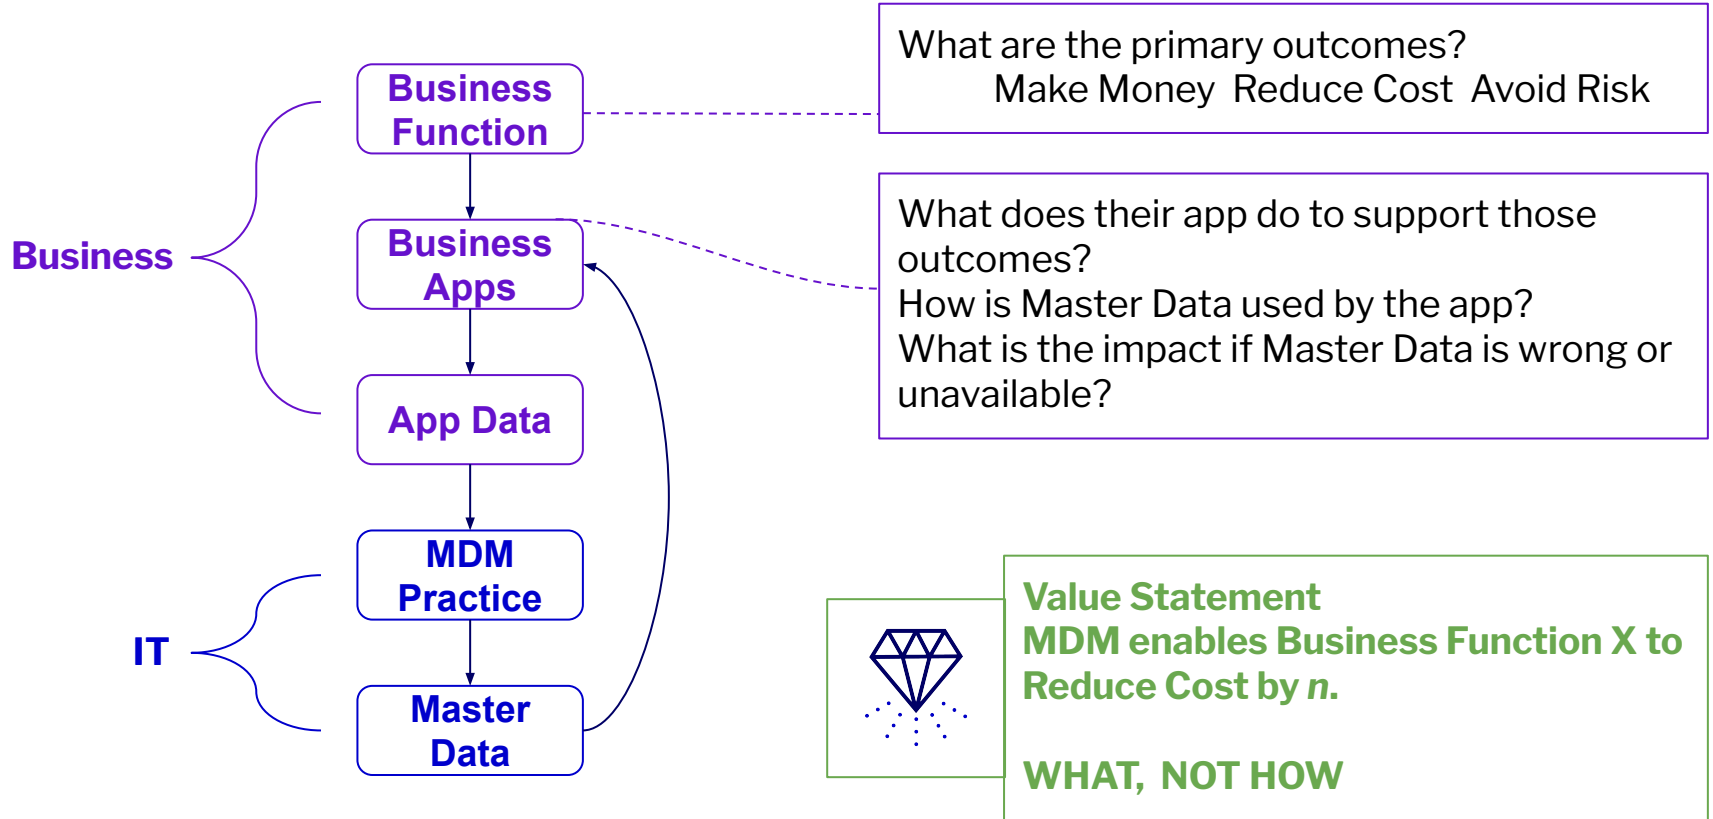 Business
Function
Business
Apps
App Data
MDM
Practice
Master
Data
Business
IT
What are the primary outcomes?
Make Money  Reduce Cost  Avoid Risk
What does their app do to support those
outcomes?
How is Master Data used by the app?
What is the impact if Master Data is wrong or
unavailable?
Value Statement
MDM enables Business Function X to
Reduce Cost by n.
WHAT,  NOT HOW